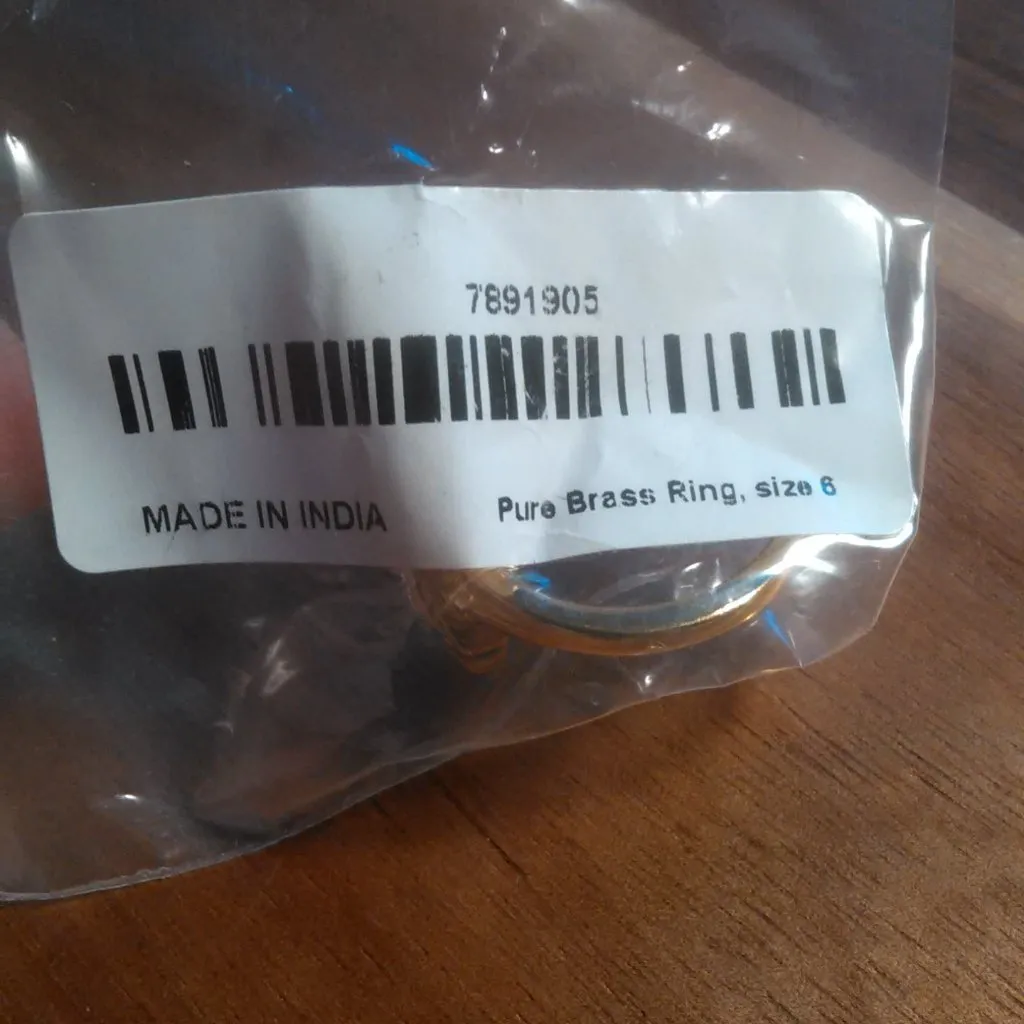 7891905
MADE IN INDIA
Pure Brass Ring, size 6